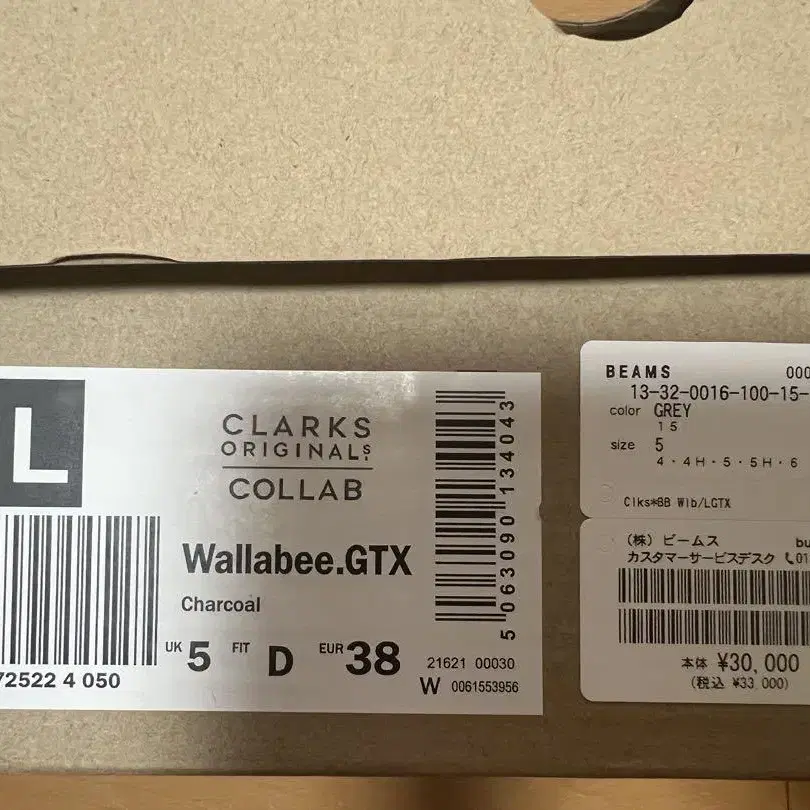 L
CLARKS
ORIGINALS
COLLAB
Wallabee.GTX
Charcoal
UK 5 FIT D EUR 38
72522 4 050
21621 00030
W 0061553956
5 063090 134043
BEAMS 000
13-32-0016-100-15-
color GREY
15
size 5
4・4H・5・5H・6
Clks*BB Wlb/LGTX
(株) ビームス bu
カスタマーサービスデスク 01
本体 ¥30,000
(税込 ¥33,000)